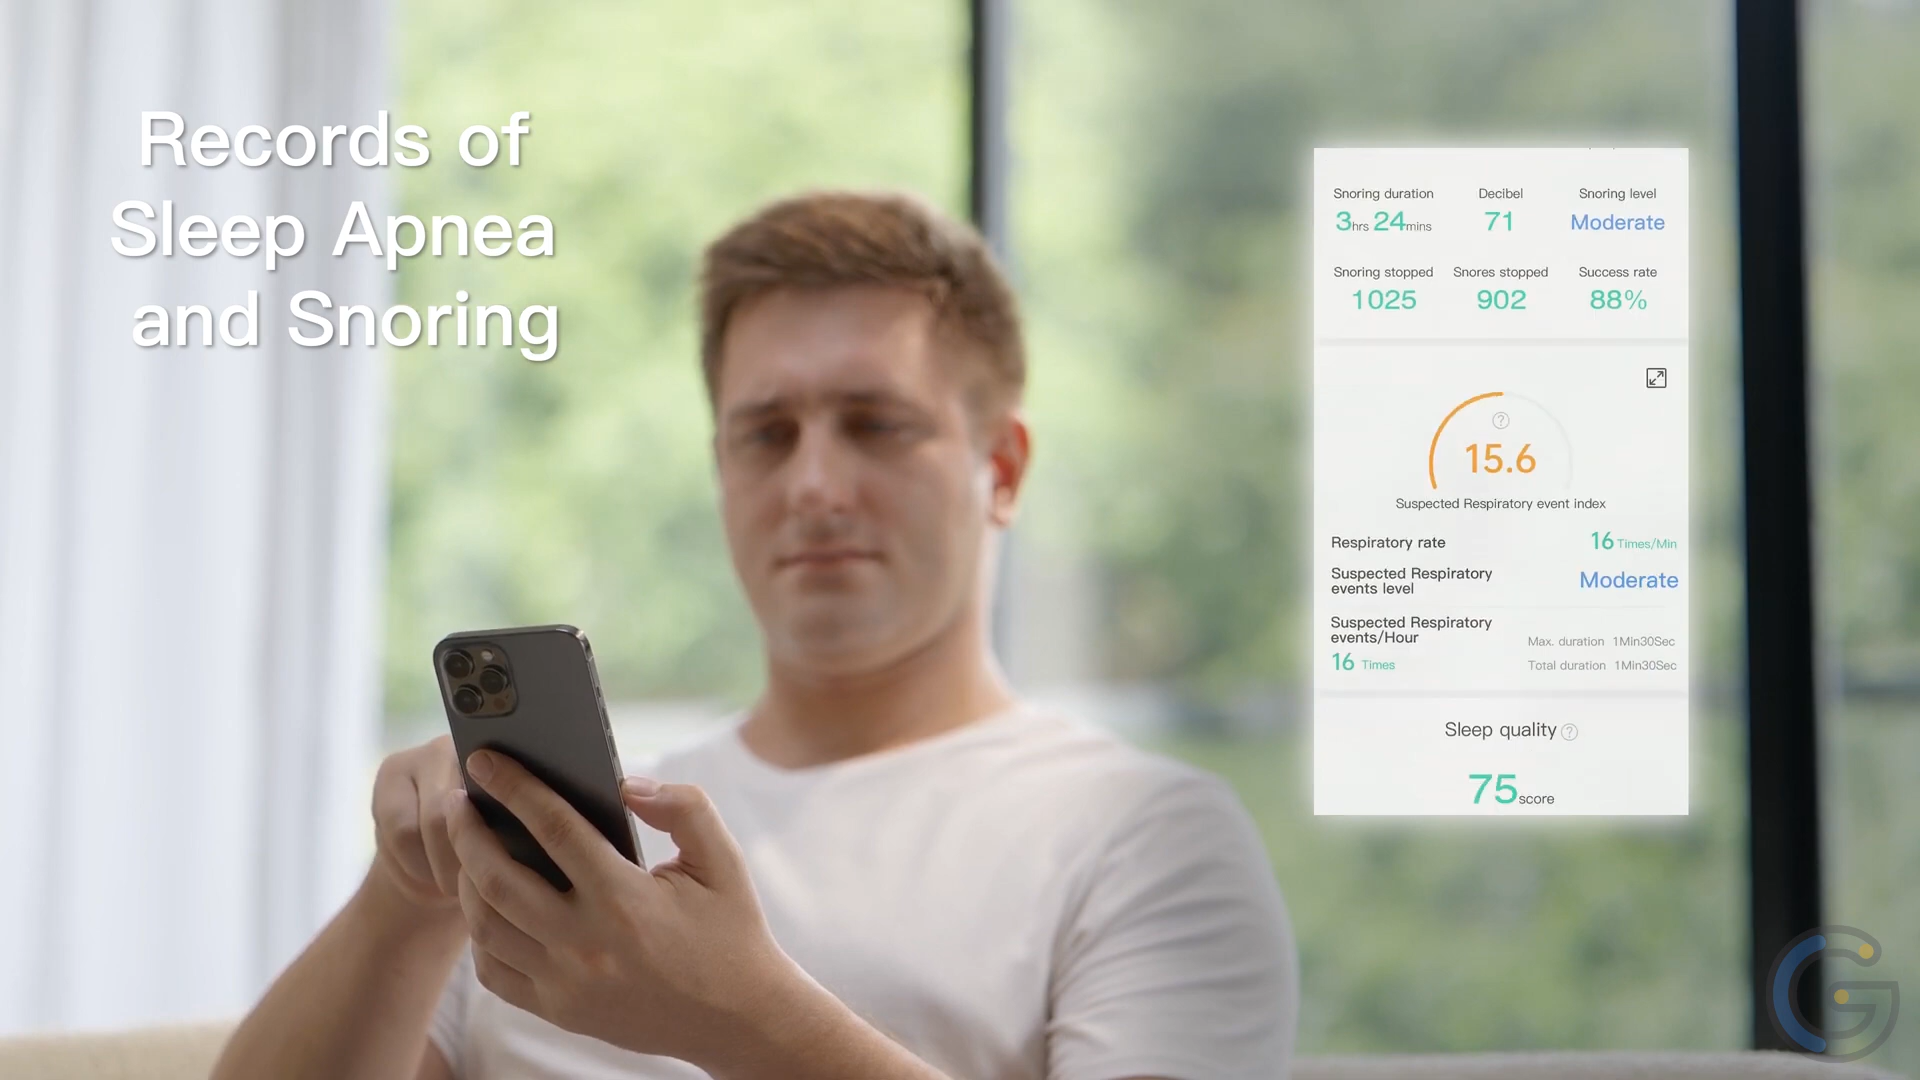 Records of
Sleep Apnea
and Snoring
Snoring duration Decibel Snoring level
3hrs 24mins 71 Moderate
Snoring stopped Snores stopped Success rate
1025 902 88%
?
15.6
Suspected Respiratory event index
Respiratory rate 16 Times/Min
Suspected Respiratory
events level Moderate
Suspected Respiratory
events/Hour
Max. duration 1Min30Sec
16 Times
Total duration 1Min30Sec
Sleep quality ?
75score